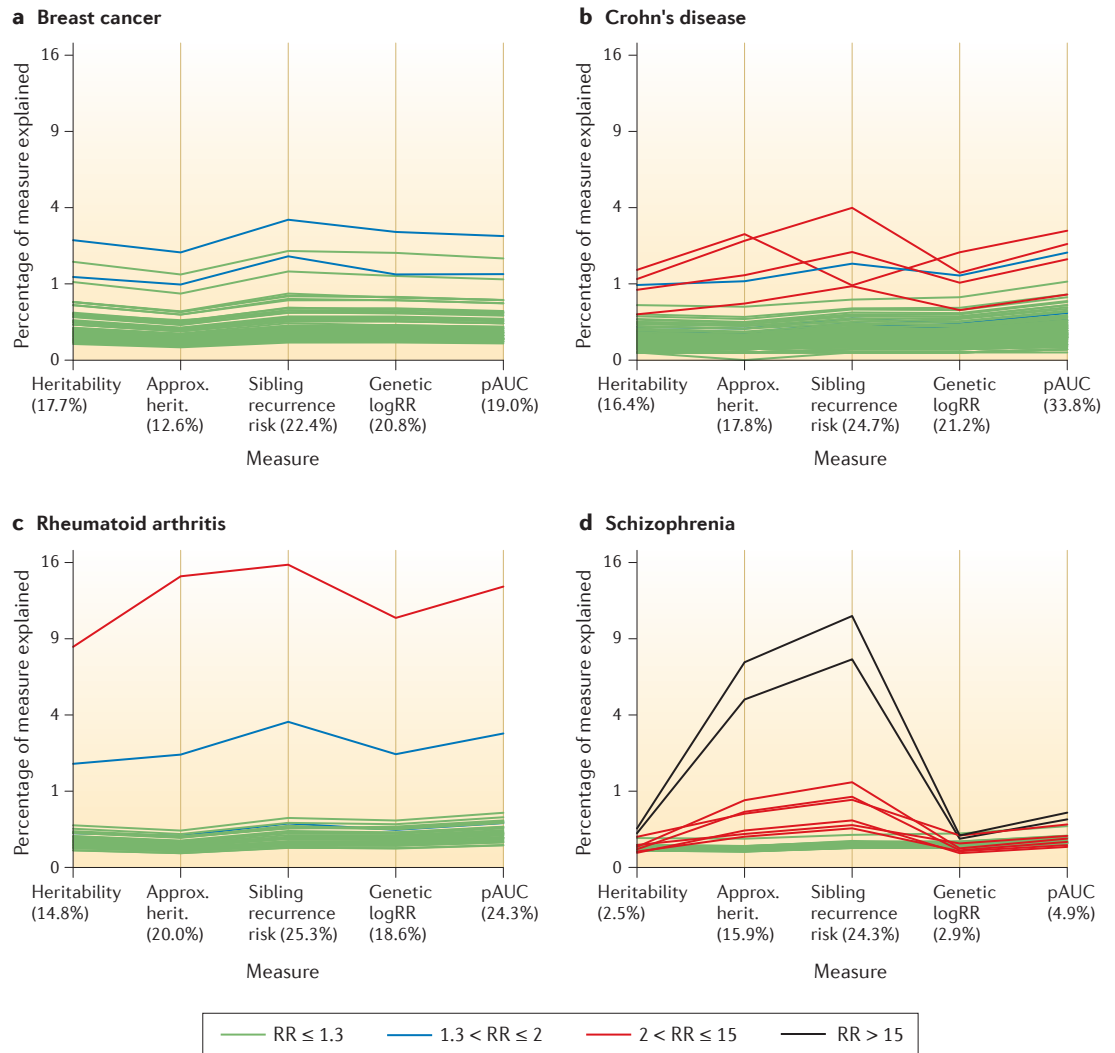 a Breast cancer
Percentage of measure explained
16
9
4
1
0
Heritability
(17.7%)
Approx.
herit.
(12.6%)
Sibling
recurrence
risk (22.4%)
Genetic
logRR
(20.8%)
pAUC
(19.0%)
Measure
b Crohn's disease
Percentage of measure explained
16
9
4
1
0
Heritability
(16.4%)
Approx.
herit.
(17.8%)
Sibling
recurrence
risk (24.7%)
Genetic
logRR
(21.2%)
pAUC
(33.8%)
Measure
c Rheumatoid arthritis
Percentage of measure explained
16
9
4
1
0
Heritability
(14.8%)
Approx.
herit.
(20.0%)
Sibling
recurrence
risk (25.3%)
Genetic
logRR
(18.6%)
pAUC
(24.3%)
Measure
d Schizophrenia
Percentage of measure explained
16
9
4
1
0
Heritability
(2.5%)
Approx.
herit.
(15.9%)
Sibling
recurrence
risk (24.3%)
Genetic
logRR
(2.9%)
pAUC
(4.9%)
Measure
RR ≤ 1.3
1.3 < RR ≤ 2
2 < RR ≤ 15
RR > 15